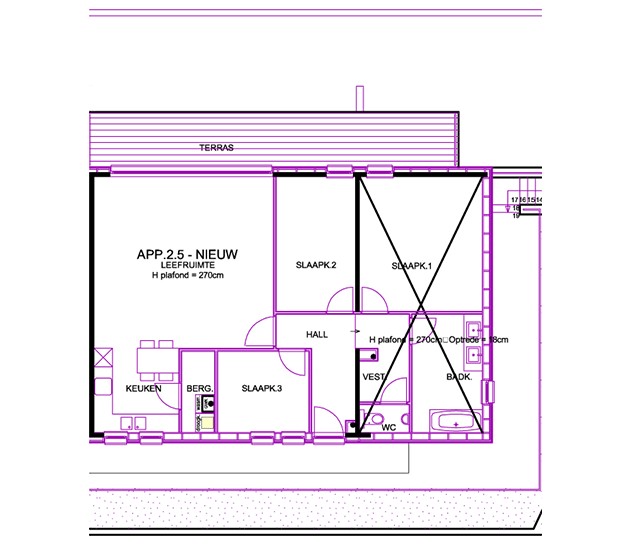 TERRAS
17 16 15 14
18
19
APP.2.5 - NIEUW
LEEFRUIMTE
H plafond = 270cm
SLAAPK.2
SLAAPK.1
HALL
H plafond = 270cm□Optrede = 18cm
KEUKEN
BERG.
SLAAPK.3
VEST.
BADK.
WC